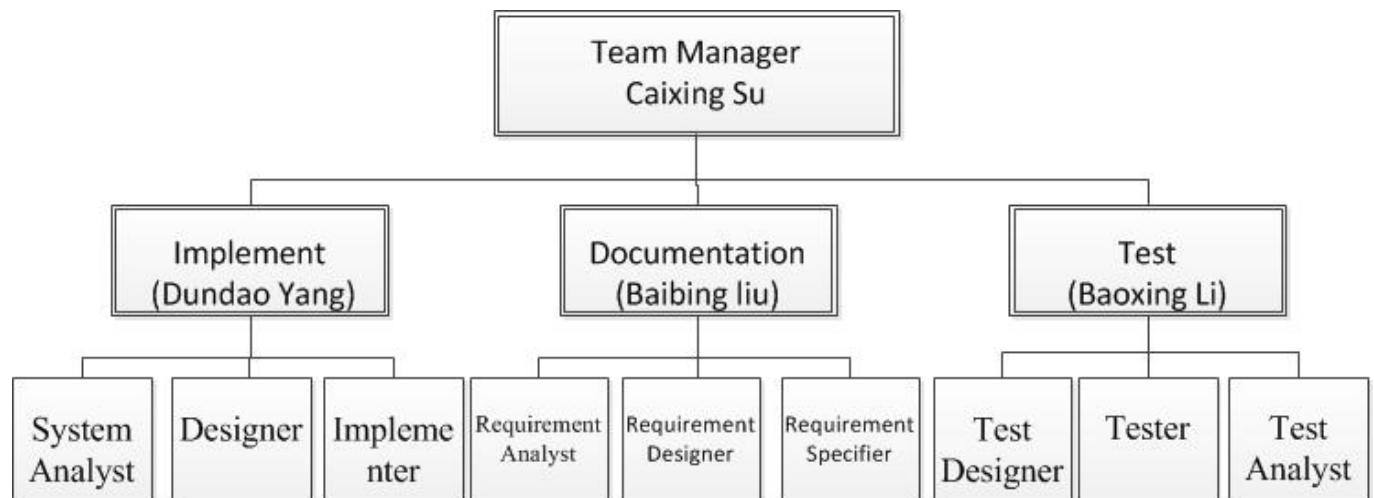 Team Manager
Caixing Su
Implement
(Dundao Yang)
Documentation
(Baibing liu)
Test
(Baoxing Li)
System
Analyst
Designer
Impleme
nter
Requirement
Analyst
Requirement
Designer
Requirement
Specifier
Test
Designer
Tester
Test
Analyst